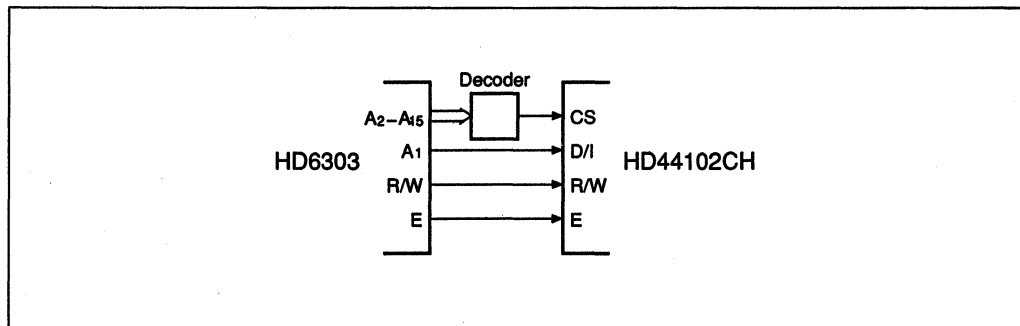 Decoder
A2–A15
CS
HD6303
A1
D/I
HD44102CH
R/W
R/W
E
E